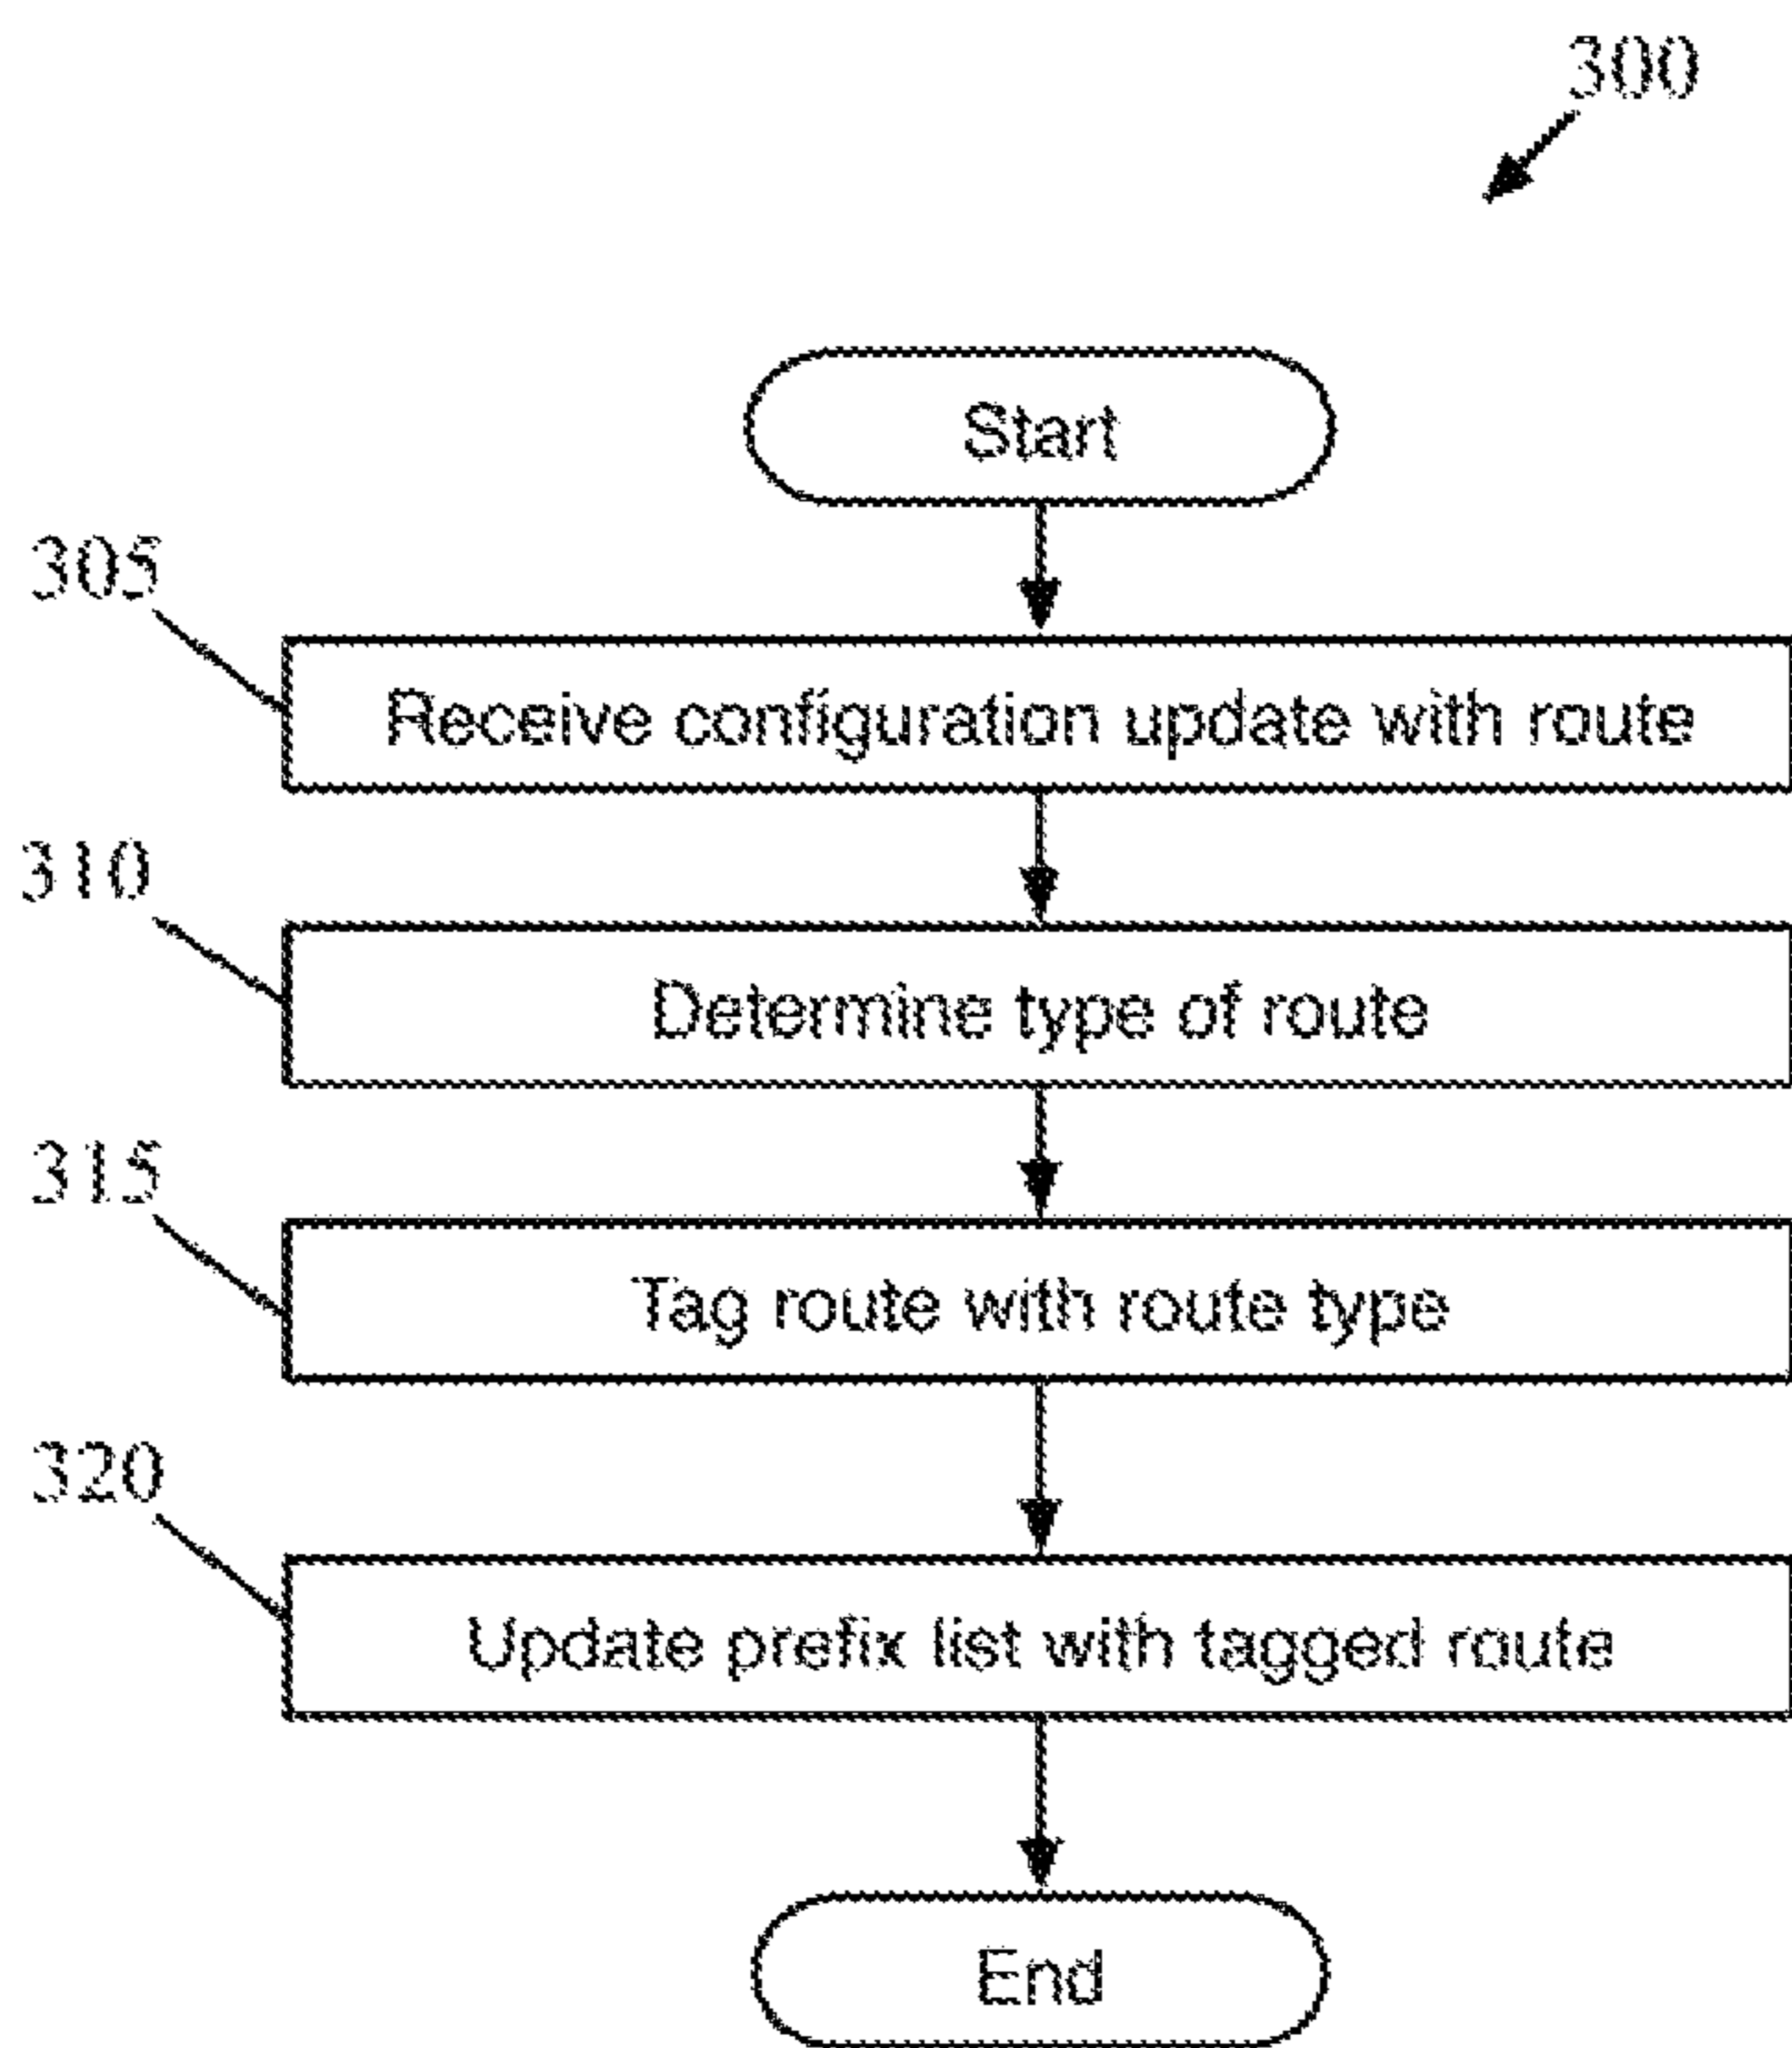 300
Start
305
Receive configuration update with route
310
Determine type of route
315
Tag route with route type
320
Update prefix list with tagged route
End